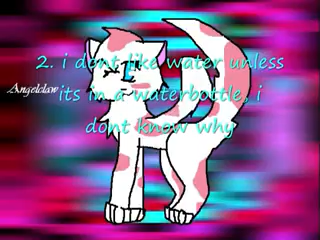 2. i dont like water unless
Angelclaw
its in a waterbottle, i
dont know why